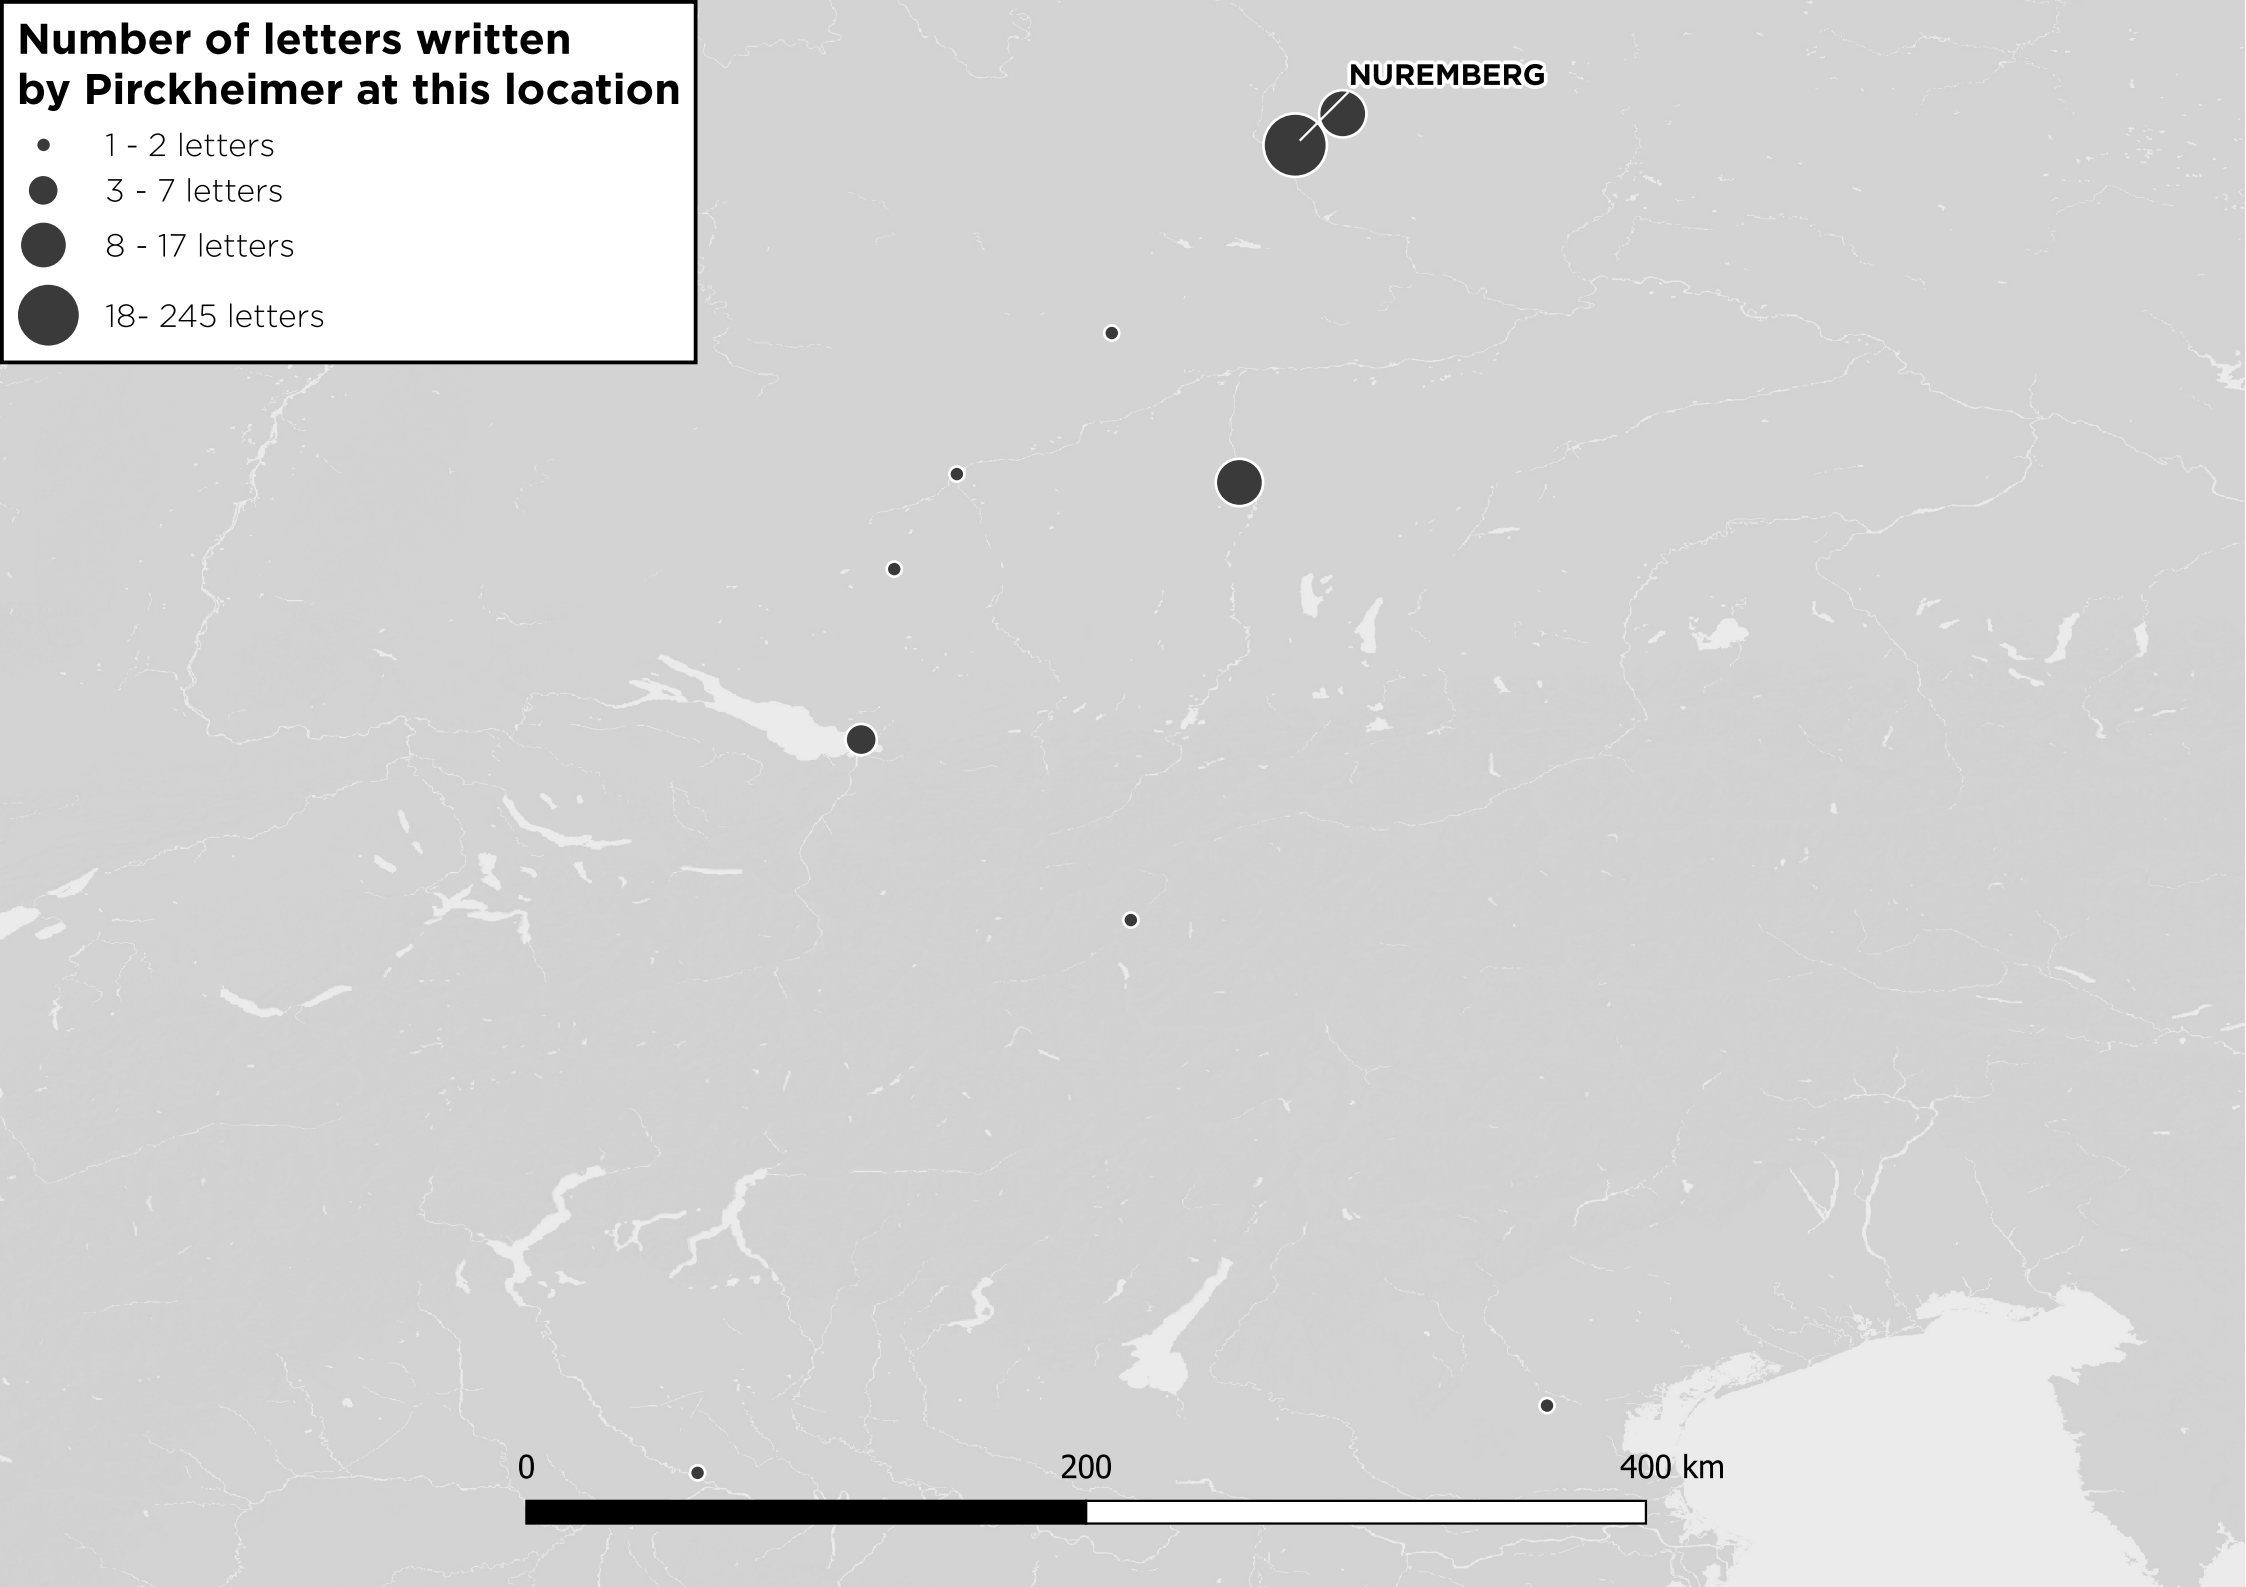 Number of letters written
by Pirckheimer at this location
1 - 2 letters
3 - 7 letters
8 - 17 letters
18- 245 letters
NUREMBERG
0 200 400 km